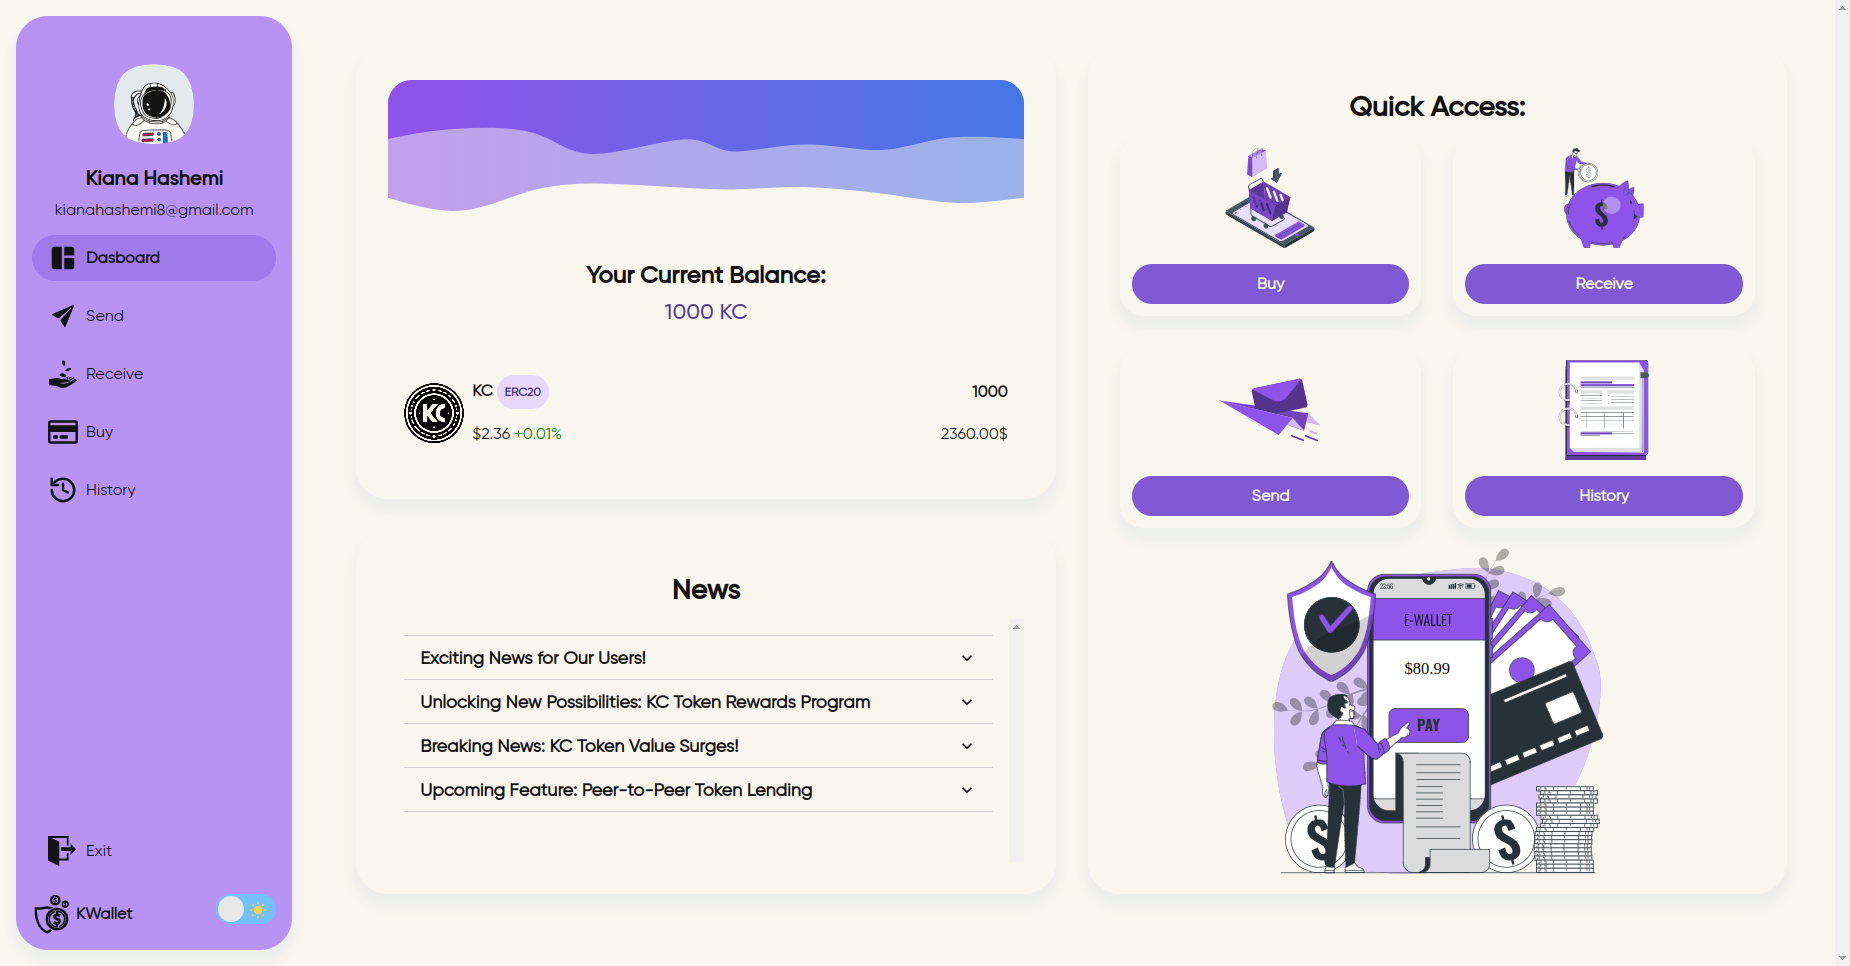 Kiana Hashemi
kianahashemi8@gmail.com
Dasboard
Send
Receive
Buy
History
Exit
KWallet
Your Current Balance:
1000 KC
KC
KC ERC20
1000
$2.36 +0.01%
2360.00$
News
Exciting News for Our Users!
Unlocking New Possibilities: KC Token Rewards Program
Breaking News: KC Token Value Surges!
Upcoming Feature: Peer-to-Peer Token Lending
Quick Access:
Buy
Receive
Send
History
23:56
E-WALLET
$80.99
PAY